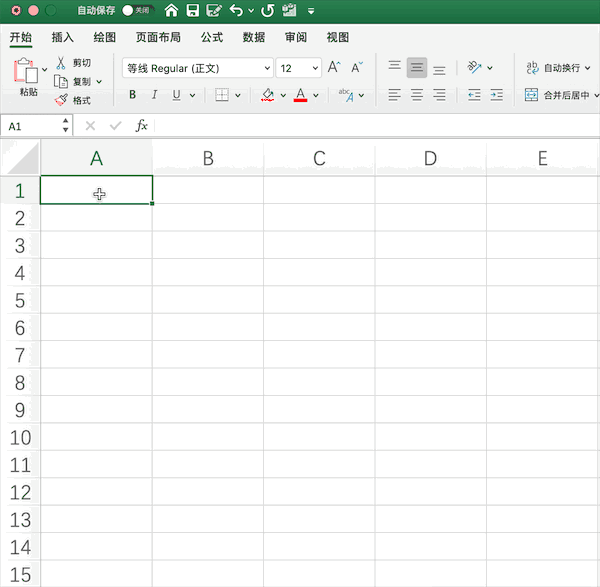 自动保存 关闭
开始 插入 绘图 页面布局 公式 数据 审阅 视图
粘贴 剪切 复制 格式
等线 Regular (正文) 12 A A
B I U A abc A
ab 自动换行
合并后居中
A1 fx
A B C D E
1
2
3
4
5
6
7
8
9
10
11
12
13
14
15